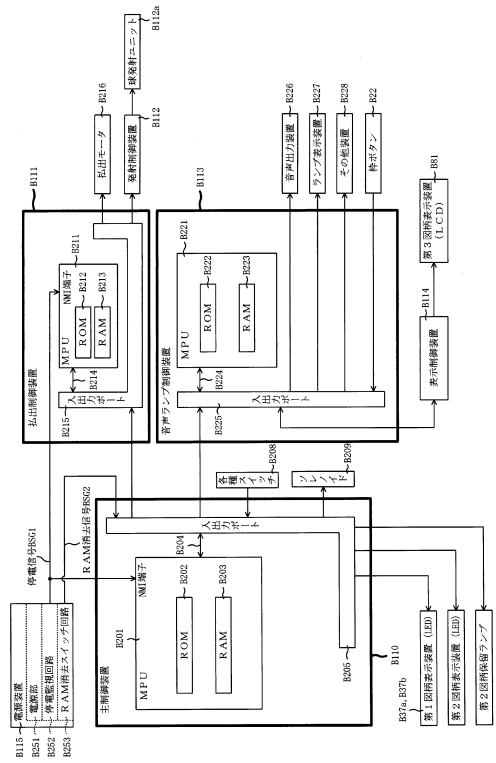 電源装置
B115
電源部
B251
停電監視回路
B252
RAM消去スイッチ回路
B253
停電信号BSG1
RAM消去信号BSG2
払出制御装置
B111
MPU
NMI端子
B211
ROM
B212
RAM
B213
B214
入出力ポート
B215
払出モータ
B216
発射制御装置
B112
球発射ユニット
B112a
主制御装置
B110
MPU
B201
NMI端子
ROM
B202
RAM
B203
B204
入出力ポート
B205
各種スイッチ
B208
ソレノイド
B209
音声ランプ制御装置
B113
MPU
B221
ROM
B222
RAM
B223
B224
入出力ポート
B225
音声出力装置
B226
ランプ表示装置
B227
その他装置
B228
枠ボタン
B22
表示制御装置
B114
第3図柄表示装置
(LCD)
B81
B37a, B37b
第1図柄表示装置(LED)
第2図柄表示装置(LED)
第2図柄保留ランプ